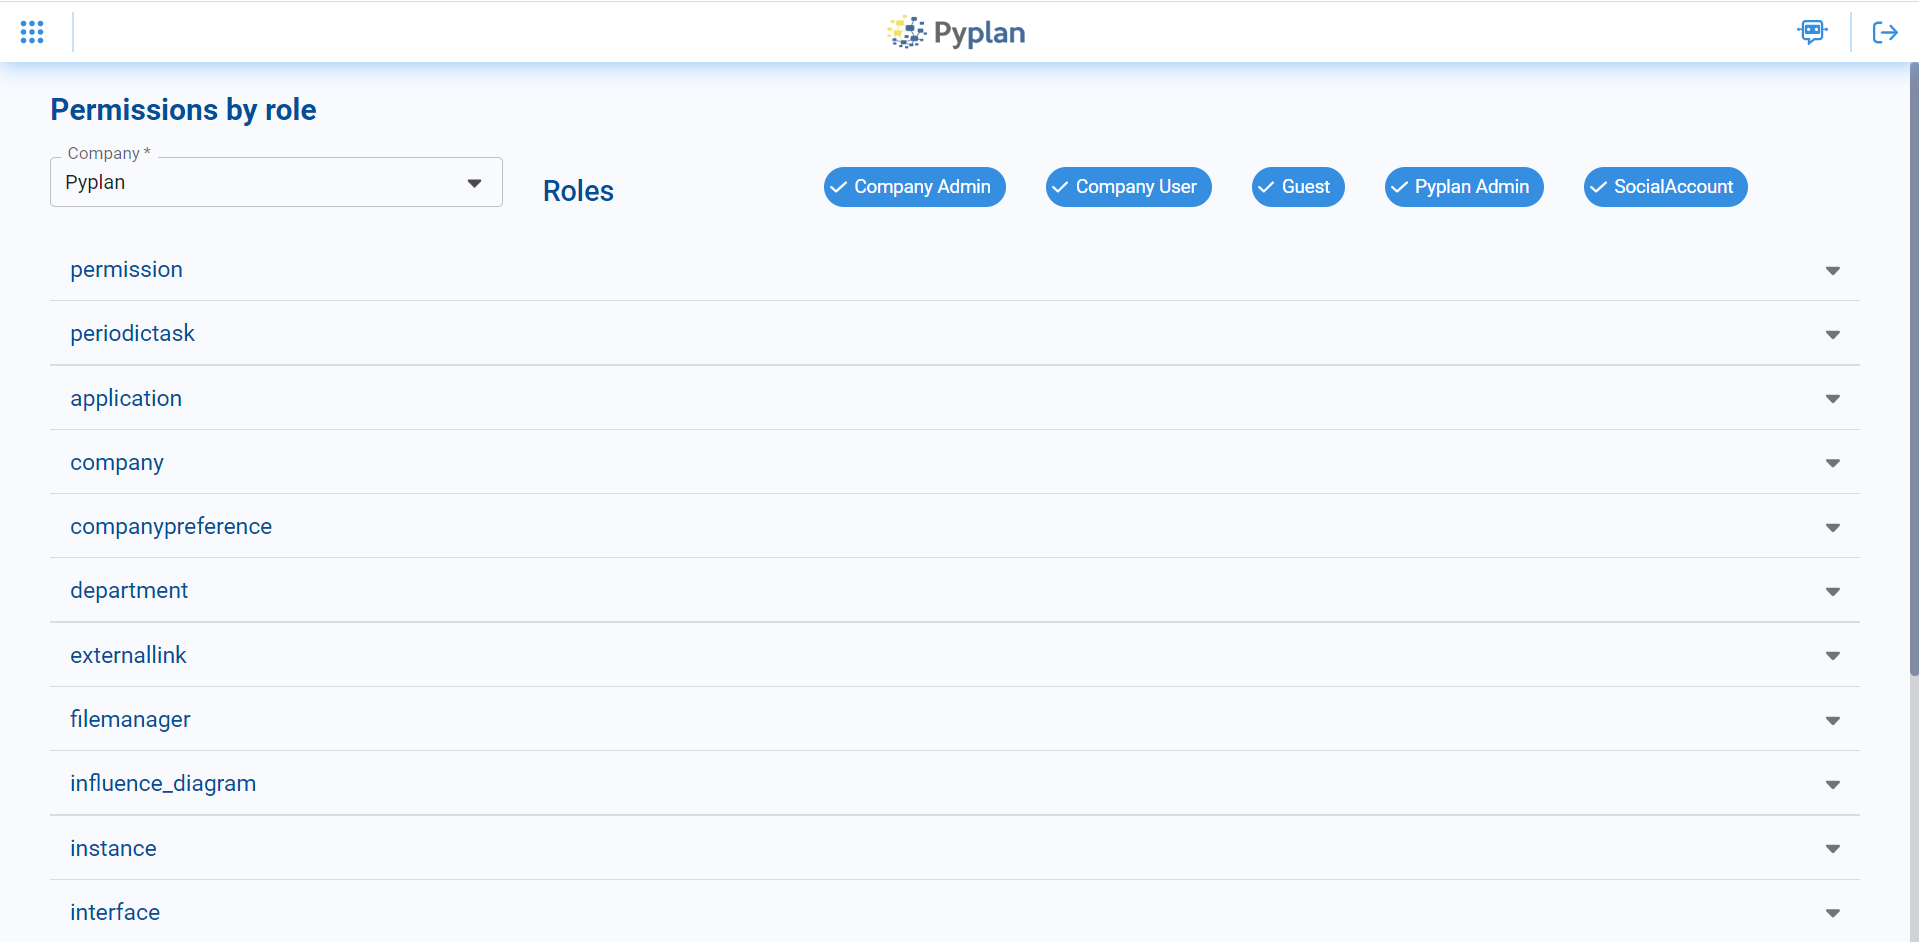 Pyplan
Permissions by role
Company *
Pyplan
Roles
Company Admin
Company User
Guest
Pyplan Admin
SocialAccount
permission
periodictask
application
company
companypreference
department
externallink
filemanager
influence_diagram
instance
interface